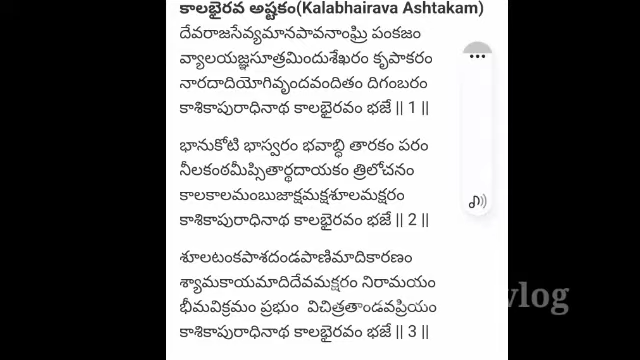 కాలభైరవ అష్టకం(Kalabhairava Ashtakam)
దేవరాజసేవ్యమానపావనాంఘ్రి పంకజం
వ్యాలయజ్ఞసూత్రమిందుశేఖరం కృపాకరం
నారదాదియోగివృందవందితం దిగంబరం
కాశికాపురాధినాథ కాలభైరవం భజే || 1 ||
భానుకోటి భాస్వరం భవాబ్ధి తారకం పరం
నీలకంఠమీప్సితార్థదాయకం త్రిలోచనం
కాలకాలమంబుజాక్షమక్షశూలమక్షరం
కాశికాపురాధినాథ కాలభైరవం భజే || 2 ||
శూలటంకపాశదండపాణిమాదికారణం
శ్యామకాయమాదిదేవమక్షరం నిరామయం
భీమవిక్రమం ప్రభుం విచిత్రతాండవప్రియం
కాశికాపురాధినాథ కాలభైరవం భజే || 3 ||
vlog